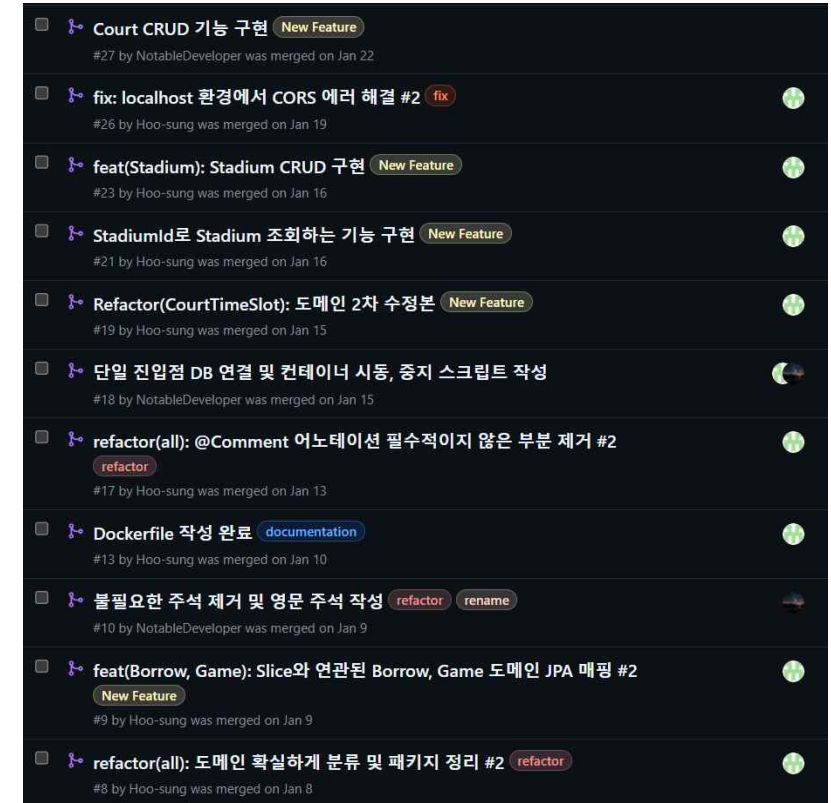 Court CRUD 기능 구현 New Feature
#27 by NotableDeveloper was merged on Jan 22
fix: localhost 환경에서 CORS 에러 해결 #2 fix
#26 by Hoo-sung was merged on Jan 19
feat(Stadium): Stadium CRUD 구현 New Feature
#23 by Hoo-sung was merged on Jan 16
StadiumId로 Stadium 조회하는 기능 구현 New Feature
#21 by Hoo-sung was merged on Jan 16
Refactor(CourtTimeSlot): 도메인 2차 수정본 New Feature
#19 by Hoo-sung was merged on Jan 15
단일 진입점 DB 연결 및 컨테이너 시동, 중지 스크립트 작성
#18 by NotableDeveloper was merged on Jan 15
refactor(all): @Comment 어노테이션 필수적이지 않은 부분 제거 #2
refactor
#17 by Hoo-sung was merged on Jan 13
Dockerfile 작성 완료 documentation
#13 by Hoo-sung was merged on Jan 10
불필요한 주석 제거 및 영문 주석 작성 refactor rename
#10 by NotableDeveloper was merged on Jan 9
feat(Borrow, Game): Slice와 연관된 Borrow, Game 도메인 JPA 매핑 #2
New Feature
#9 by Hoo-sung was merged on Jan 9
refactor(all): 도메인 확실하게 분류 및 패키지 정리 #2 refactor
#8 by Hoo-sung was merged on Jan 8